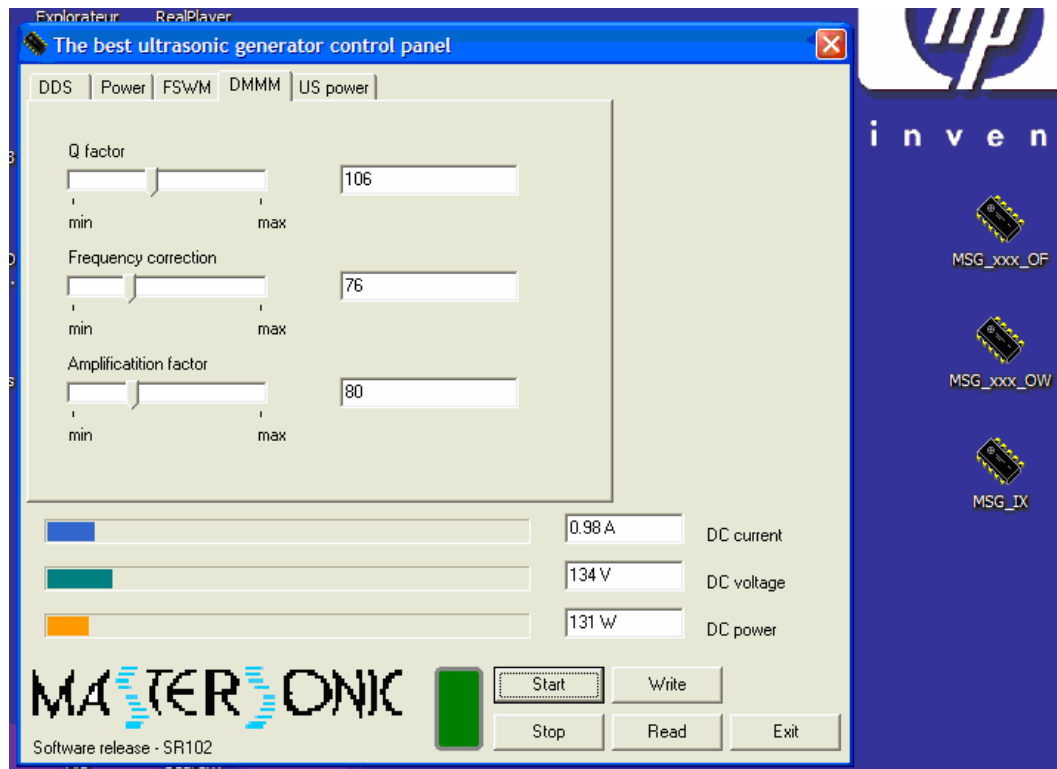 Explorateur RealPlayer
The best ultrasonic generator control panel
DDS Power FSWM DMMM US power
Q factor
106
min max
Frequency correction
76
min max
Amplificatition factor
80
min max
0.98 A DC current
134 V DC voltage
131 W DC power
MASTERSONIC
Start Write
Stop Read Exit
Software release - SR102
hp
inven
MSG_xxx_OF
MSG_xxx_OW
MSG_IX